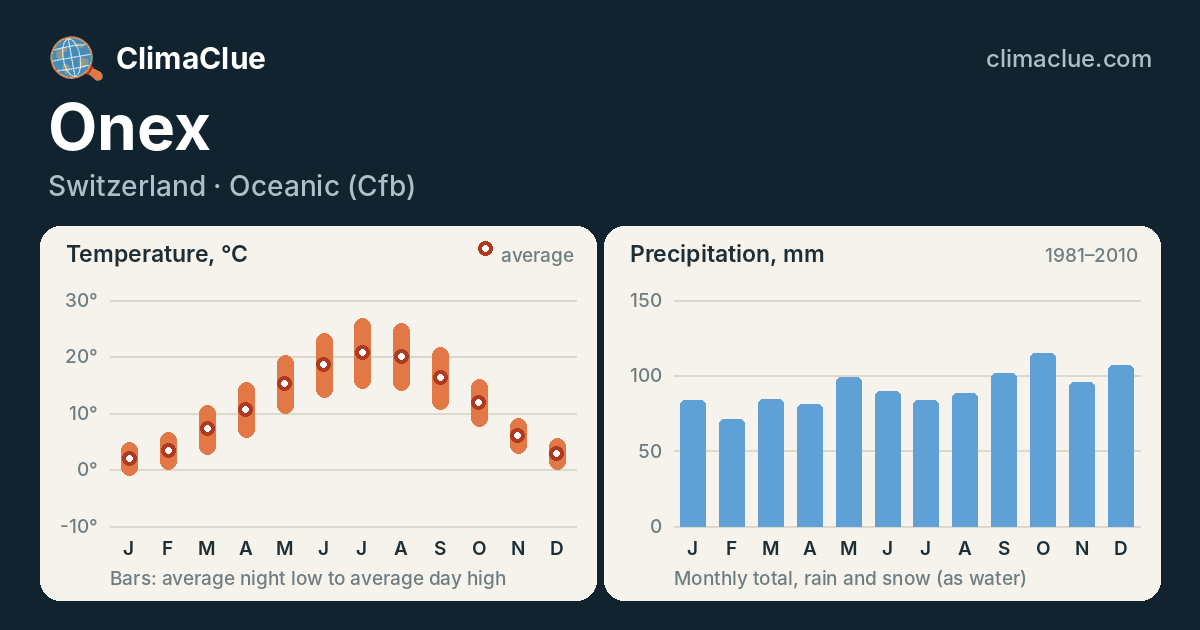 ClimaClue
climaclue.com
Onex
Switzerland · Oceanic (Cfb)
Temperature, °C
average
30°
20°
10°
0°
-10°
J F M A M J J A S O N D
Bars: average night low to average day high
Precipitation, mm
1981–2010
150
100
50
0
J F M A M J J A S O N D
Monthly total, rain and snow (as water)